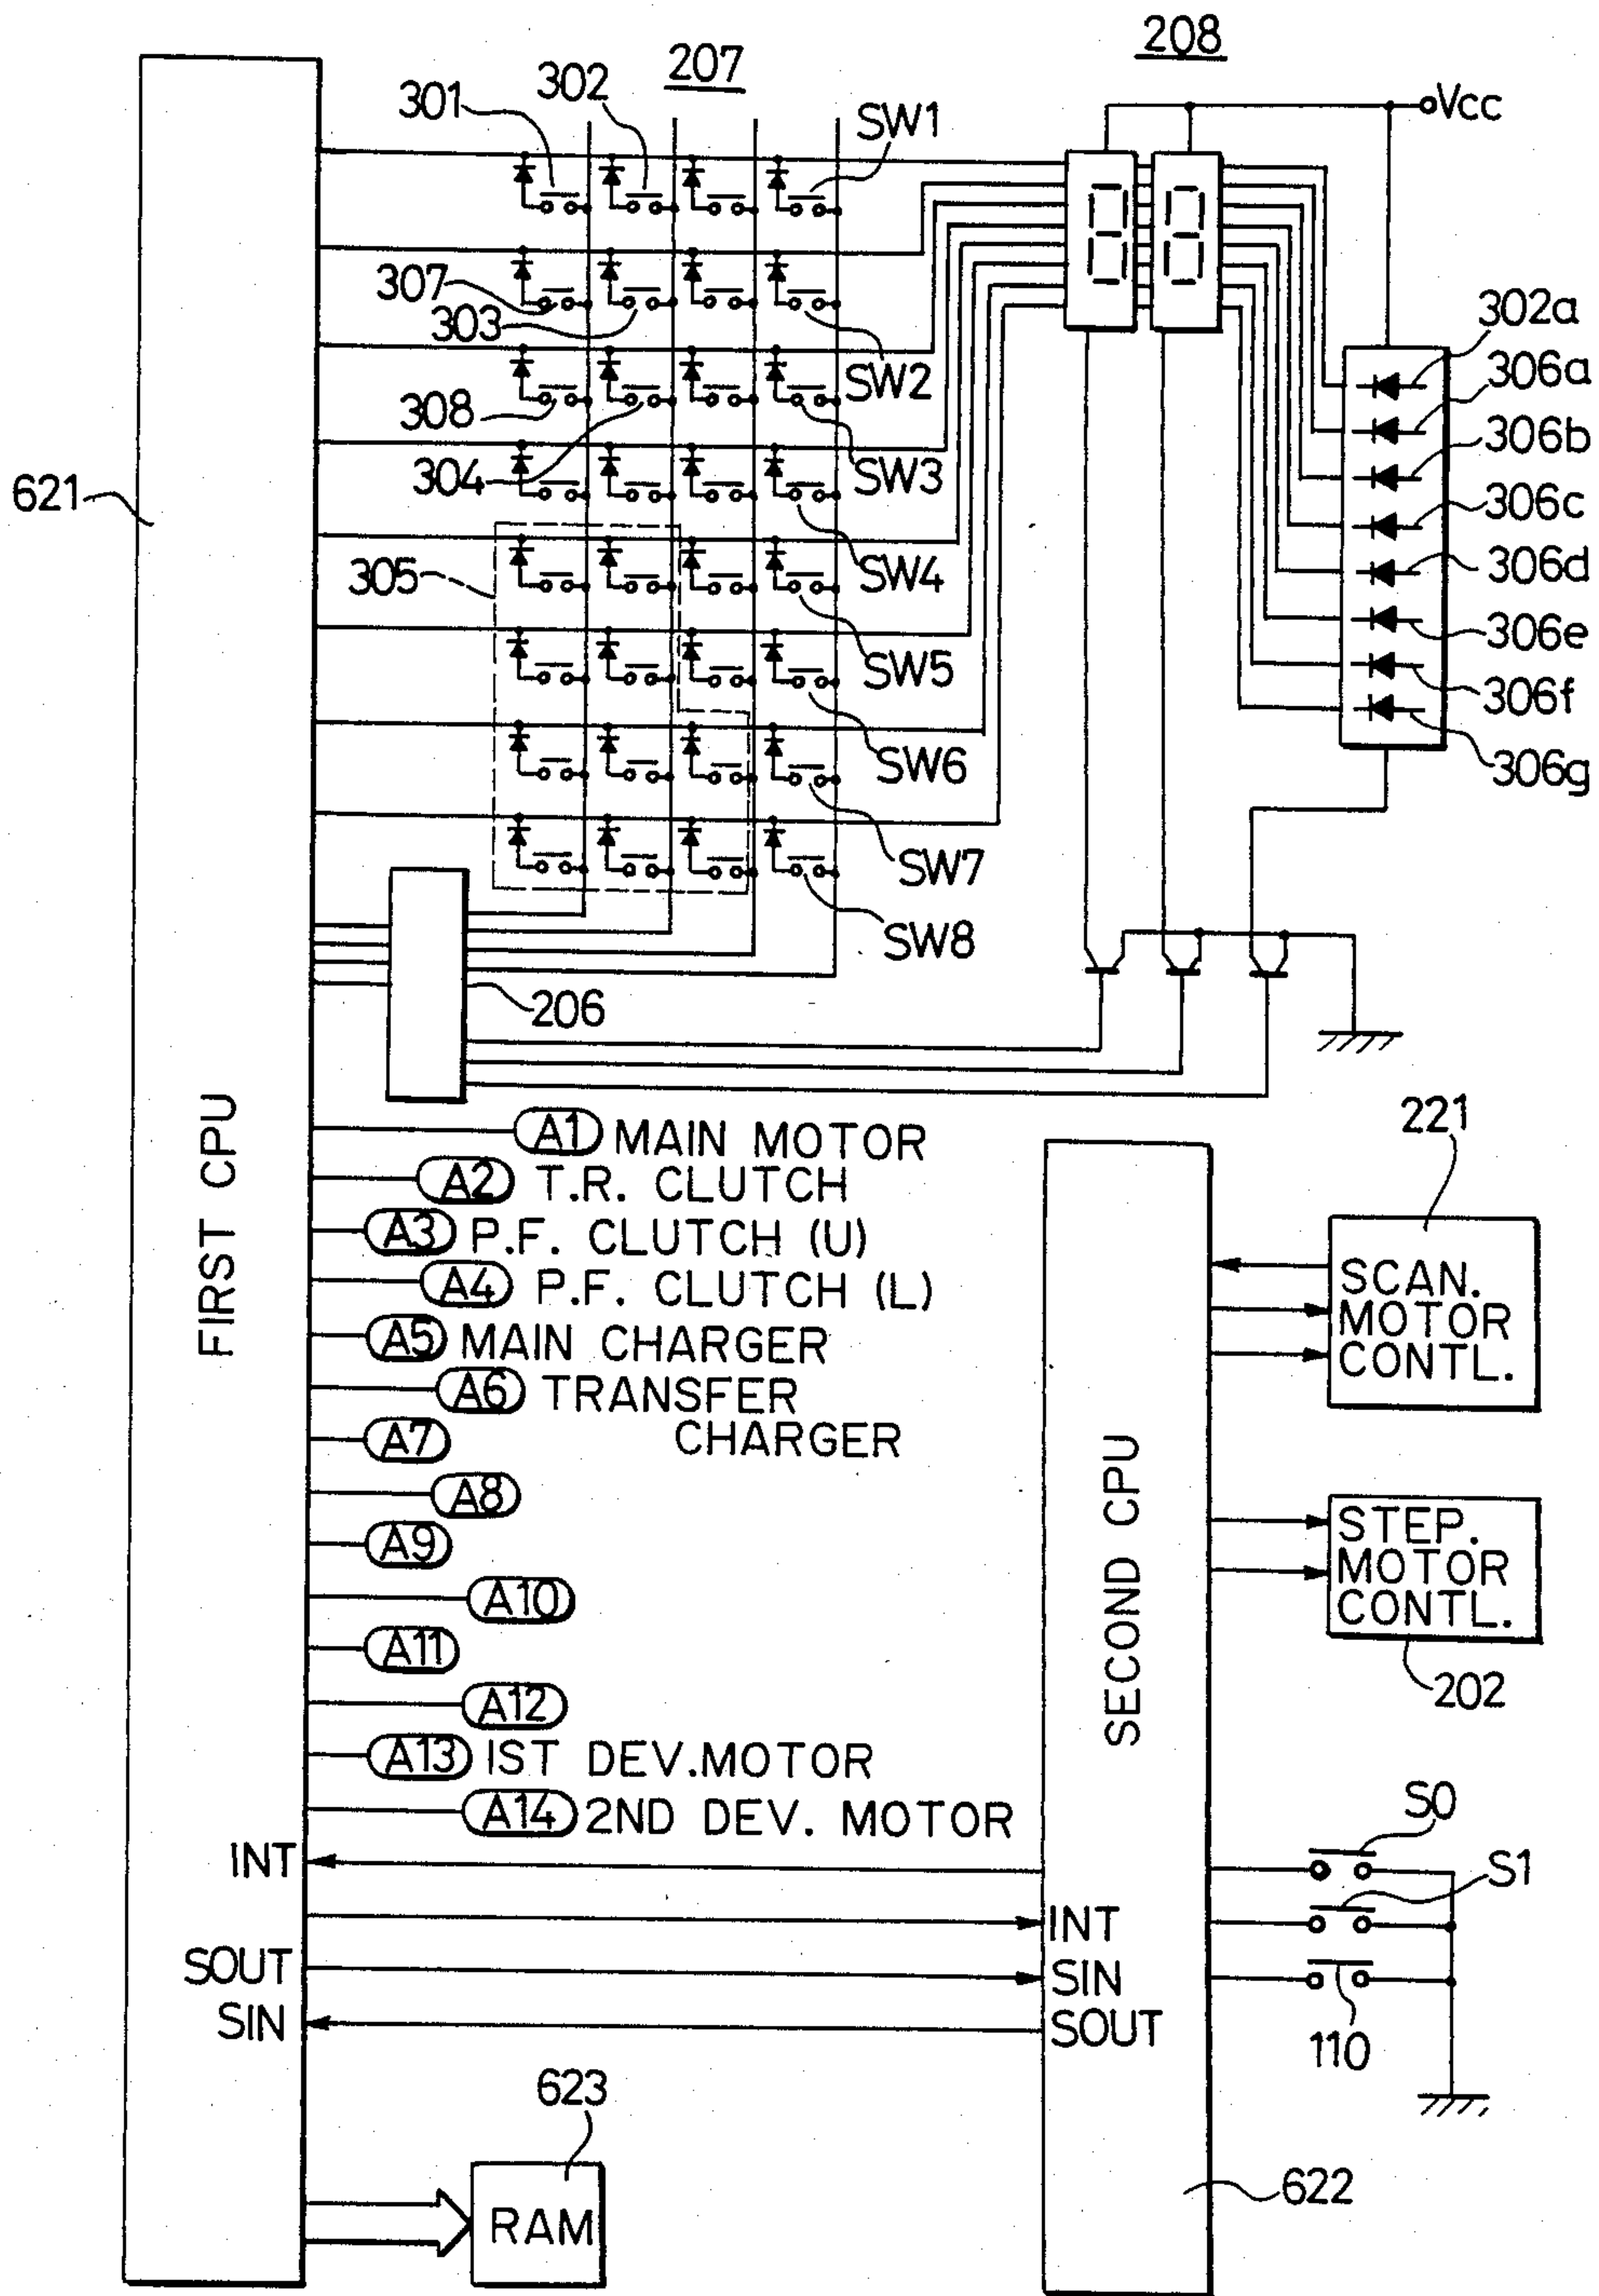 207
208
301
302
SW1
Vcc
307
303
SW2
302a
306a
308
304
SW3
306b
621
SW4
306c
305
SW5
306d
306e
SW6
306f
SW7
306g
SW8
206
FIRST CPU
A1 MAIN MOTOR
A2 T.R. CLUTCH
A3 P.F. CLUTCH (U)
A4 P.F. CLUTCH (L)
A5 MAIN CHARGER
A6 TRANSFER
CHARGER
A7
A8
A9
A10
A11
A12
A13 1ST DEV.MOTOR
A14 2ND DEV. MOTOR
SECOND CPU
221
SCAN.
MOTOR
CONTL.
STEP.
MOTOR
CONTL.
202
S0
S1
110
INT
SOUT
SIN
INT
SIN
SOUT
623
RAM
622